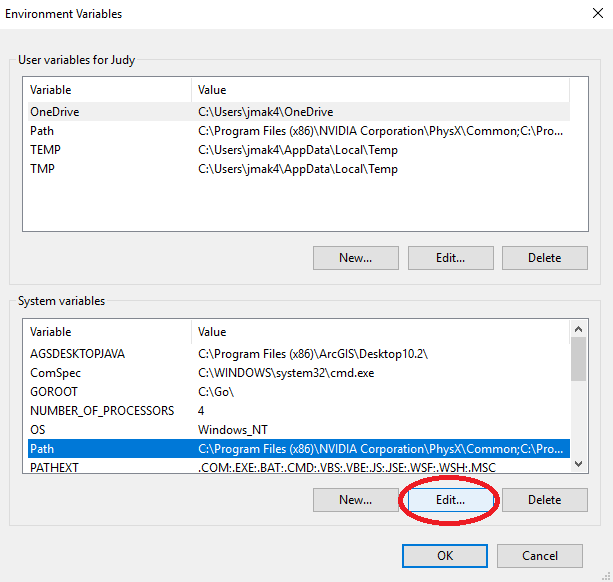 Environment Variables
User variables for Judy
Variable Value
OneDrive C:\Users\jmak4\OneDrive
Path C:\Program Files (x86)\NVIDIA Corporation\PhysX\Common;C:\Pro...
TEMP C:\Users\jmak4\AppData\Local\Temp
TMP C:\Users\jmak4\AppData\Local\Temp
New... Edit... Delete
System variables
Variable Value
AGSDESKTOPJAVA C:\Program Files (x86)\ArcGIS\Desktop10.2\
ComSpec C:\WINDOWS\system32\cmd.exe
GOROOT C:\Go\
NUMBER_OF_PROCESSORS 4
OS Windows_NT
Path C:\Program Files (x86)\NVIDIA Corporation\PhysX\Common;C:\Pro...
PATHEXT .COM;.EXE;.BAT;.CMD;.VBS;.VBE;.JS;.JSE;.WSF;.WSH;.MSC
New... Edit... Delete
OK Cancel